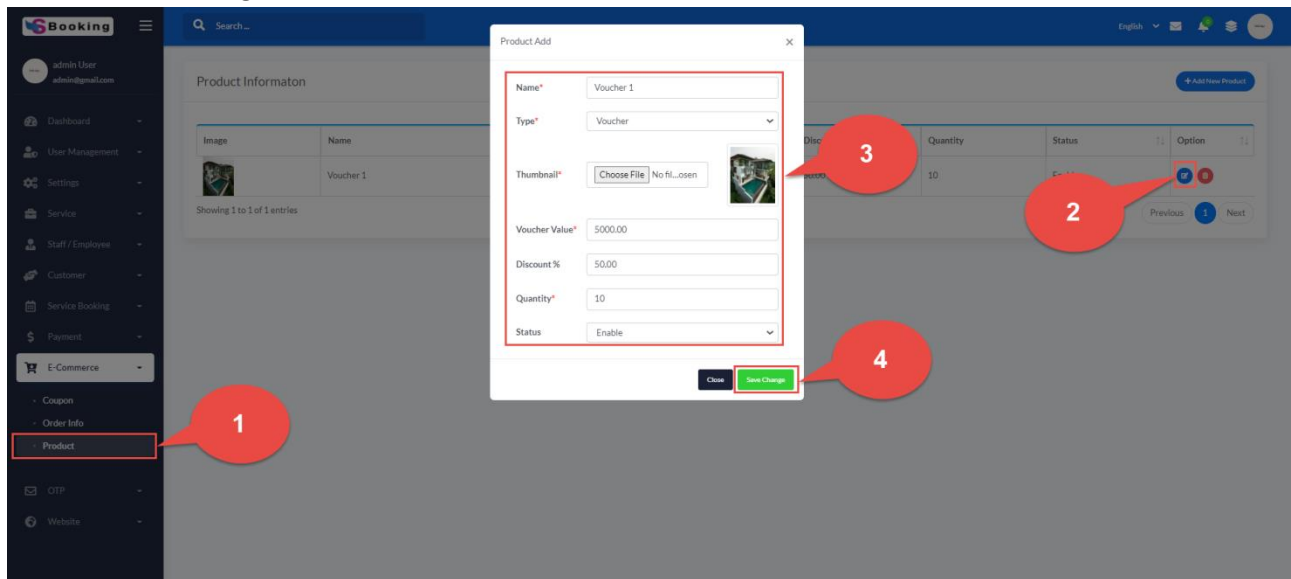 SBooking
Search...
English
admin User
admin@gmail.com
Dashboard
User Management
Settings
Service
Staff / Employee
Customer
Service Booking
Payment
E-Commerce
Coupon
Order Info
Product
OTP
Website
1
Product Informaton
+ Add New Product
Image Name Quantity Status Option
Voucher 1 10
Showing 1 to 1 of 1 entries
Previous 1 Next
2
Product Add ×
Name* Voucher 1
Type* Voucher
Thumbnail* Choose File No fil...osen
Voucher Value* 5000.00
Discount % 50.00
Quantity* 10
Status Enable
Close Save Change
3
4